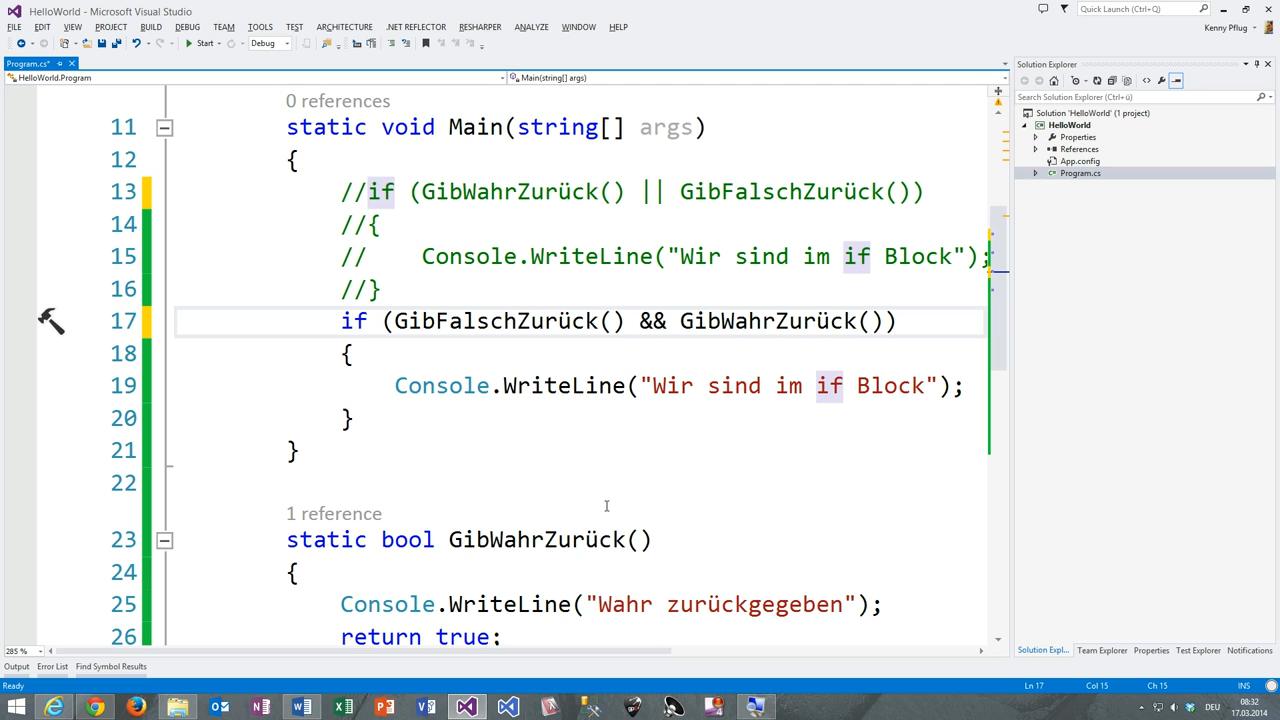 HelloWorld - Microsoft Visual Studio
Quick Launch (Ctrl+Q)
FILE EDIT VIEW PROJECT BUILD DEBUG TEAM TOOLS TEST ARCHITECTURE .NET REFLECTOR RESHARPER ANALYZE WINDOW HELP
Kenny Pflug
Start
Debug
Program.cs*
Solution Explorer
HelloWorld.Program
Main(string[] args)
Search Solution Explorer (Ctrl+ü)
Solution 'HelloWorld' (1 project)
HelloWorld
Properties
References
App.config
Program.cs
0 references
11 static void Main(string[] args)
12 {
13 //if (GibWahrZurück() || GibFalschZurück())
14 //{
15 //    Console.WriteLine("Wir sind im if Block");
16 //}
17 if (GibFalschZurück() && GibWahrZurück())
18 {
19 Console.WriteLine("Wir sind im if Block");
20 }
21 }
22
1 reference
23 static bool GibWahrZurück()
24 {
25 Console.WriteLine("Wahr zurückgegeben");
26 return true;
285 %
Solution Expl... Team Explorer Properties Test Explorer Notifications
Output Error List Find Symbol Results
Ready
Ln 17 Col 15 Ch 15 INS
DEU
08:32
17.03.2014